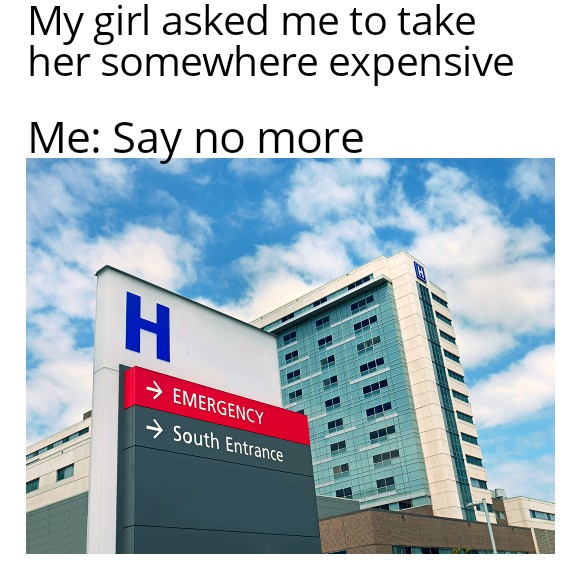 My girl asked me to take
her somewhere expensive
Me: Say no more
H
H
→ EMERGENCY
→ South Entrance